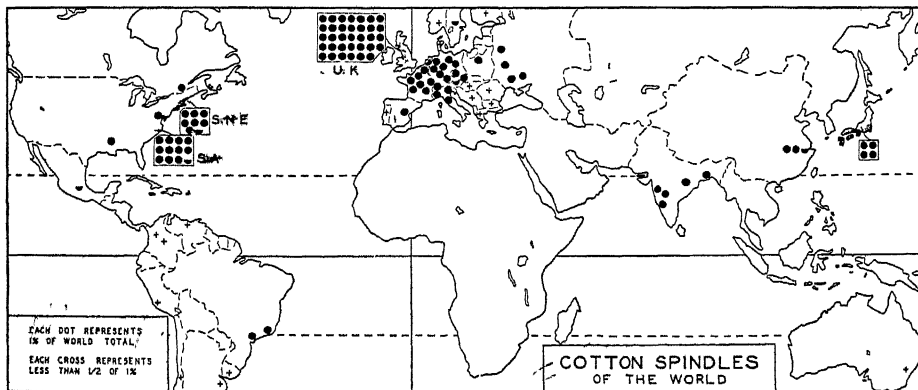 U.K
S.N.E
S.A.
EACH DOT REPRESENTS
1% OF WORLD TOTAL,
EACH CROSS REPRESENTS
LESS THAN 1/2 OF 1%
COTTON SPINDLES
OF THE WORLD